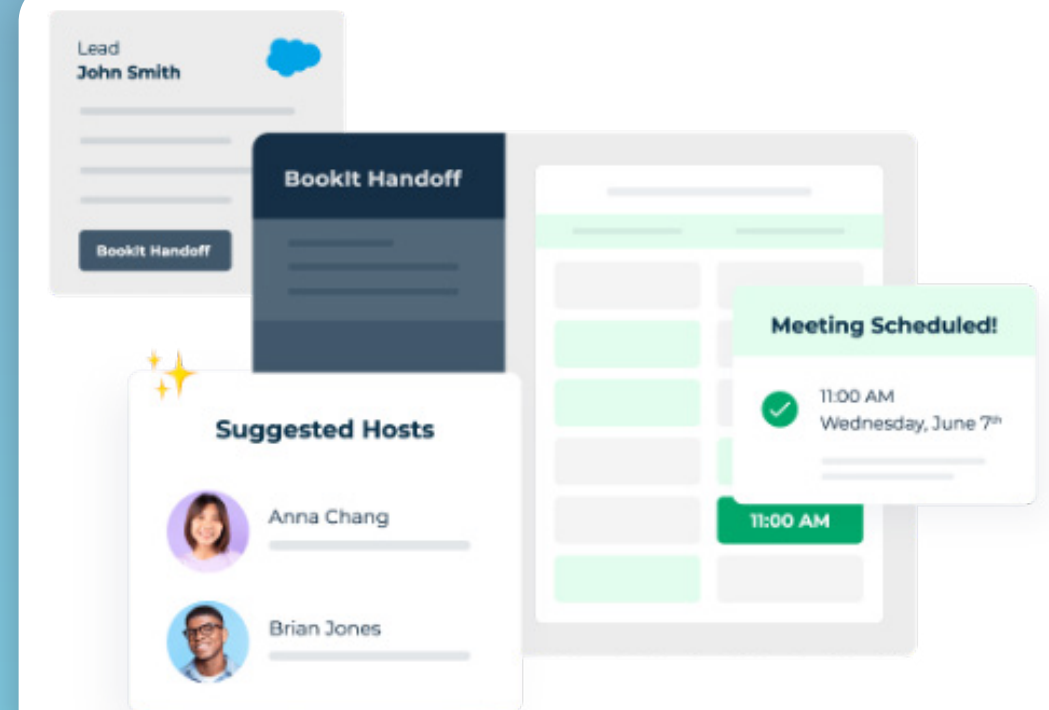 Lead
John Smith
BookIt Handoff
BookIt Handoff
Meeting Scheduled!
11:00 AM
Wednesday, June 7th
11:00 AM
Suggested Hosts
Anna Chang
Brian Jones